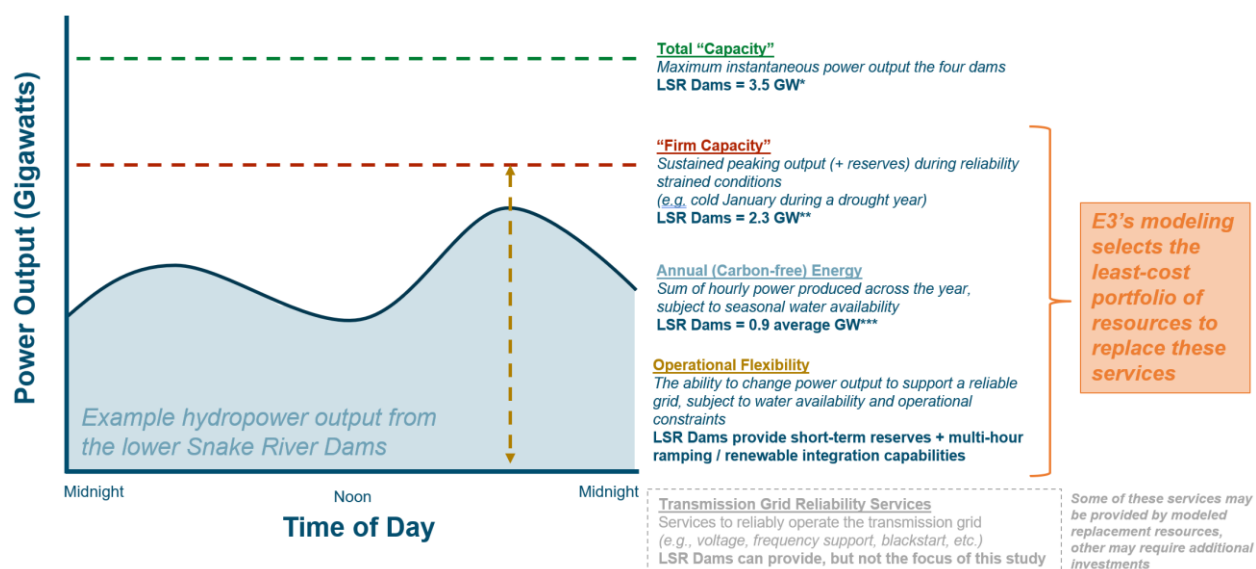 Power Output (Gigawatts)
Total “Capacity”
Maximum instantaneous power output the four dams
LSR Dams = 3.5 GW*
“Firm Capacity”
Sustained peaking output (+ reserves) during reliability
strained conditions
(e.g. cold January during a drought year)
LSR Dams = 2.3 GW**
Annual (Carbon-free) Energy
Sum of hourly power produced across the year,
subject to seasonal water availability
LSR Dams = 0.9 average GW***
Operational Flexibility
The ability to change power output to support a reliable
grid, subject to water availability and operational
constraints
LSR Dams provide short-term reserves + multi-hour
ramping / renewable integration capabilities
E3’s modeling
selects the
least-cost
portfolio of
resources to
replace these
services
Example hydropower output from
the lower Snake River Dams
Midnight
Noon
Midnight
Time of Day
Transmission Grid Reliability Services
Services to reliably operate the transmission grid
(e.g., voltage, frequency support, blackstart, etc.)
LSR Dams can provide, but not the focus of this study
Some of these services may
be provided by modeled
replacement resources,
other may require additional
investments